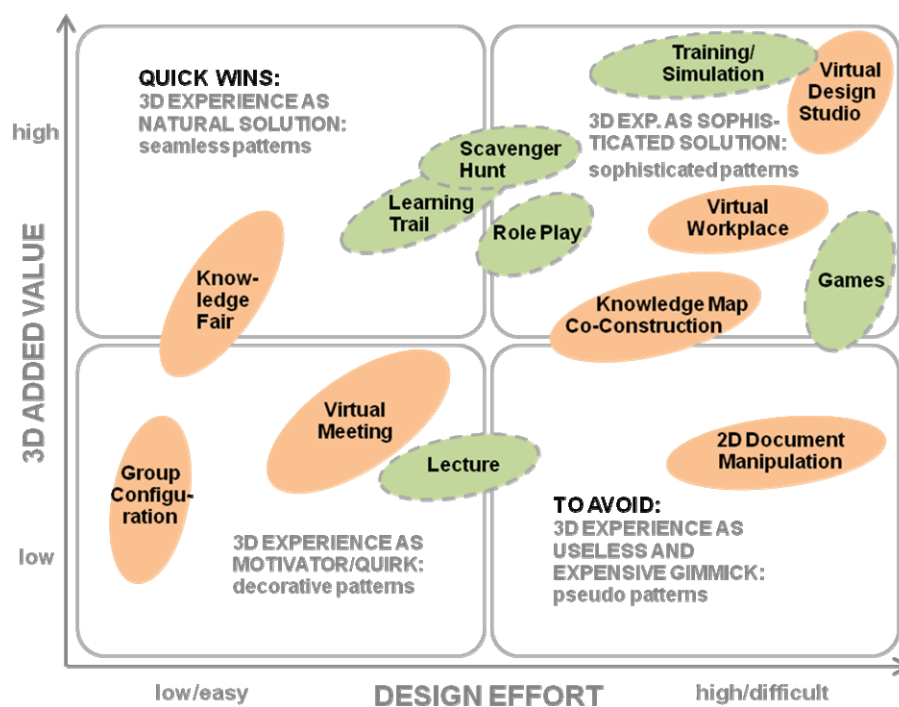 3D ADDED VALUE
high
low
QUICK WINS:
3D EXPERIENCE AS
NATURAL SOLUTION:
seamless patterns
Training/
Simulation
Virtual
Design
Studio
3D EXP. AS SOPHIS-
TICATED SOLUTION:
sophisticated patterns
Scavenger
Hunt
Learning
Trail
Role Play
Virtual
Workplace
Know-
ledge
Fair
Knowledge Map
Co-Construction
Games
Virtual
Meeting
Lecture
Group
Configu-
ration
3D EXPERIENCE AS
MOTIVATOR/QUIRK:
decorative patterns
2D Document
Manipulation
TO AVOID:
3D EXPERIENCE AS
USELESS AND
EXPENSIVE GIMMICK:
pseudo patterns
low/easy
DESIGN EFFORT
high/difficult